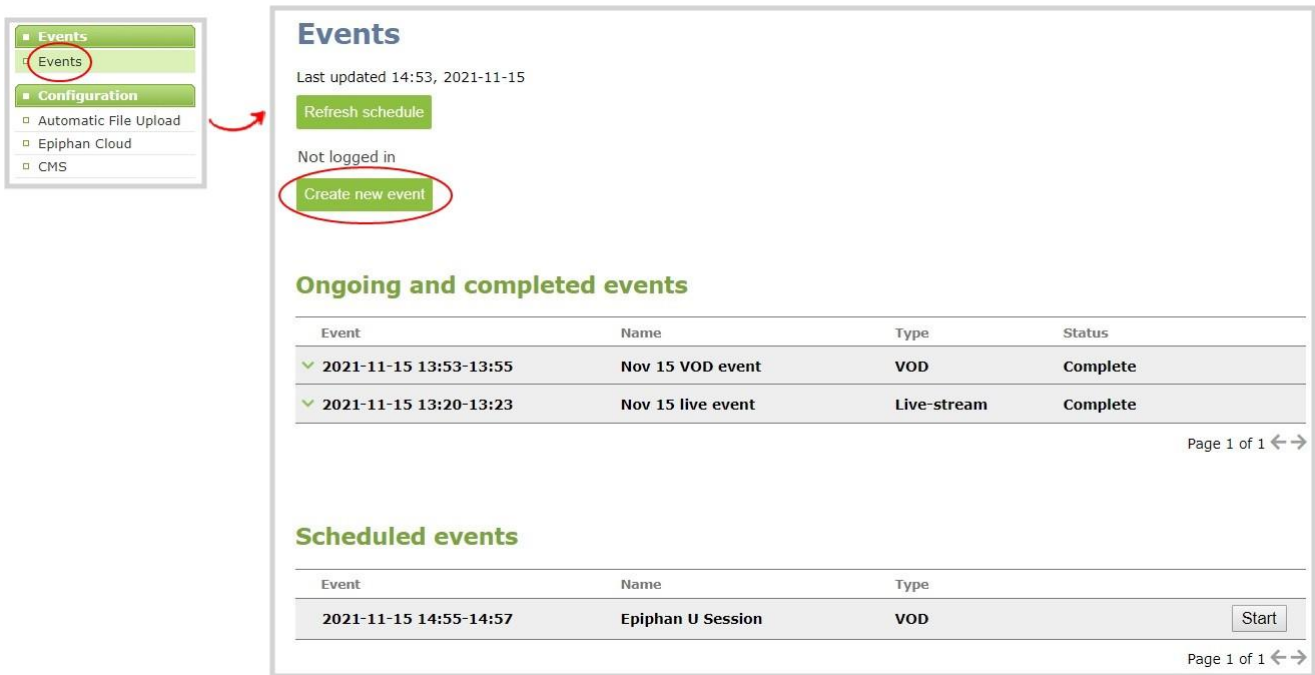 Events
Events
Configuration
Automatic File Upload
Epiphan Cloud
CMS
Events
Last updated 14:53, 2021-11-15
Refresh schedule
Not logged in
Create new event
Ongoing and completed events
Event Name Type Status
2021-11-15 13:53-13:55 Nov 15 VOD event VOD Complete
2021-11-15 13:20-13:23 Nov 15 live event Live-stream Complete
Page 1 of 1
Scheduled events
Event Name Type
2021-11-15 14:55-14:57 Epiphan U Session VOD Start
Page 1 of 1